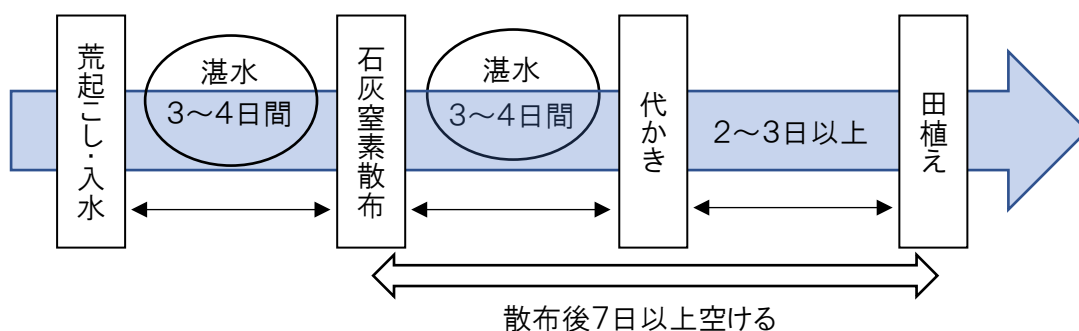 荒起こし・入水
湛水
3～4日間
石灰窒素散布
湛水
3～4日間
代かき
2～3日以上
田植え
散布後7日以上空ける